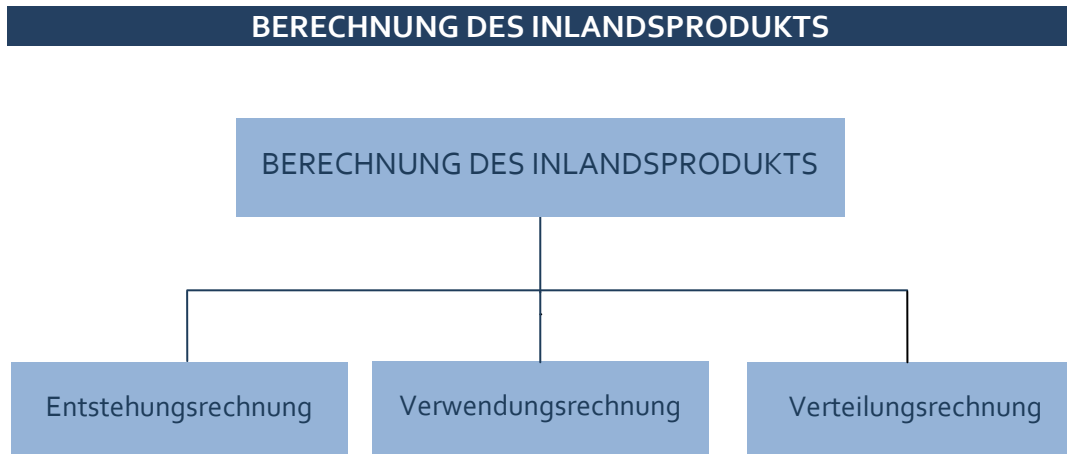 BERECHNUNG DES INLANDSPRODUKTS
BERECHNUNG DES INLANDSPRODUKTS
Entstehungsrechnung
Verwendungsrechnung
Verteilungsrechnung